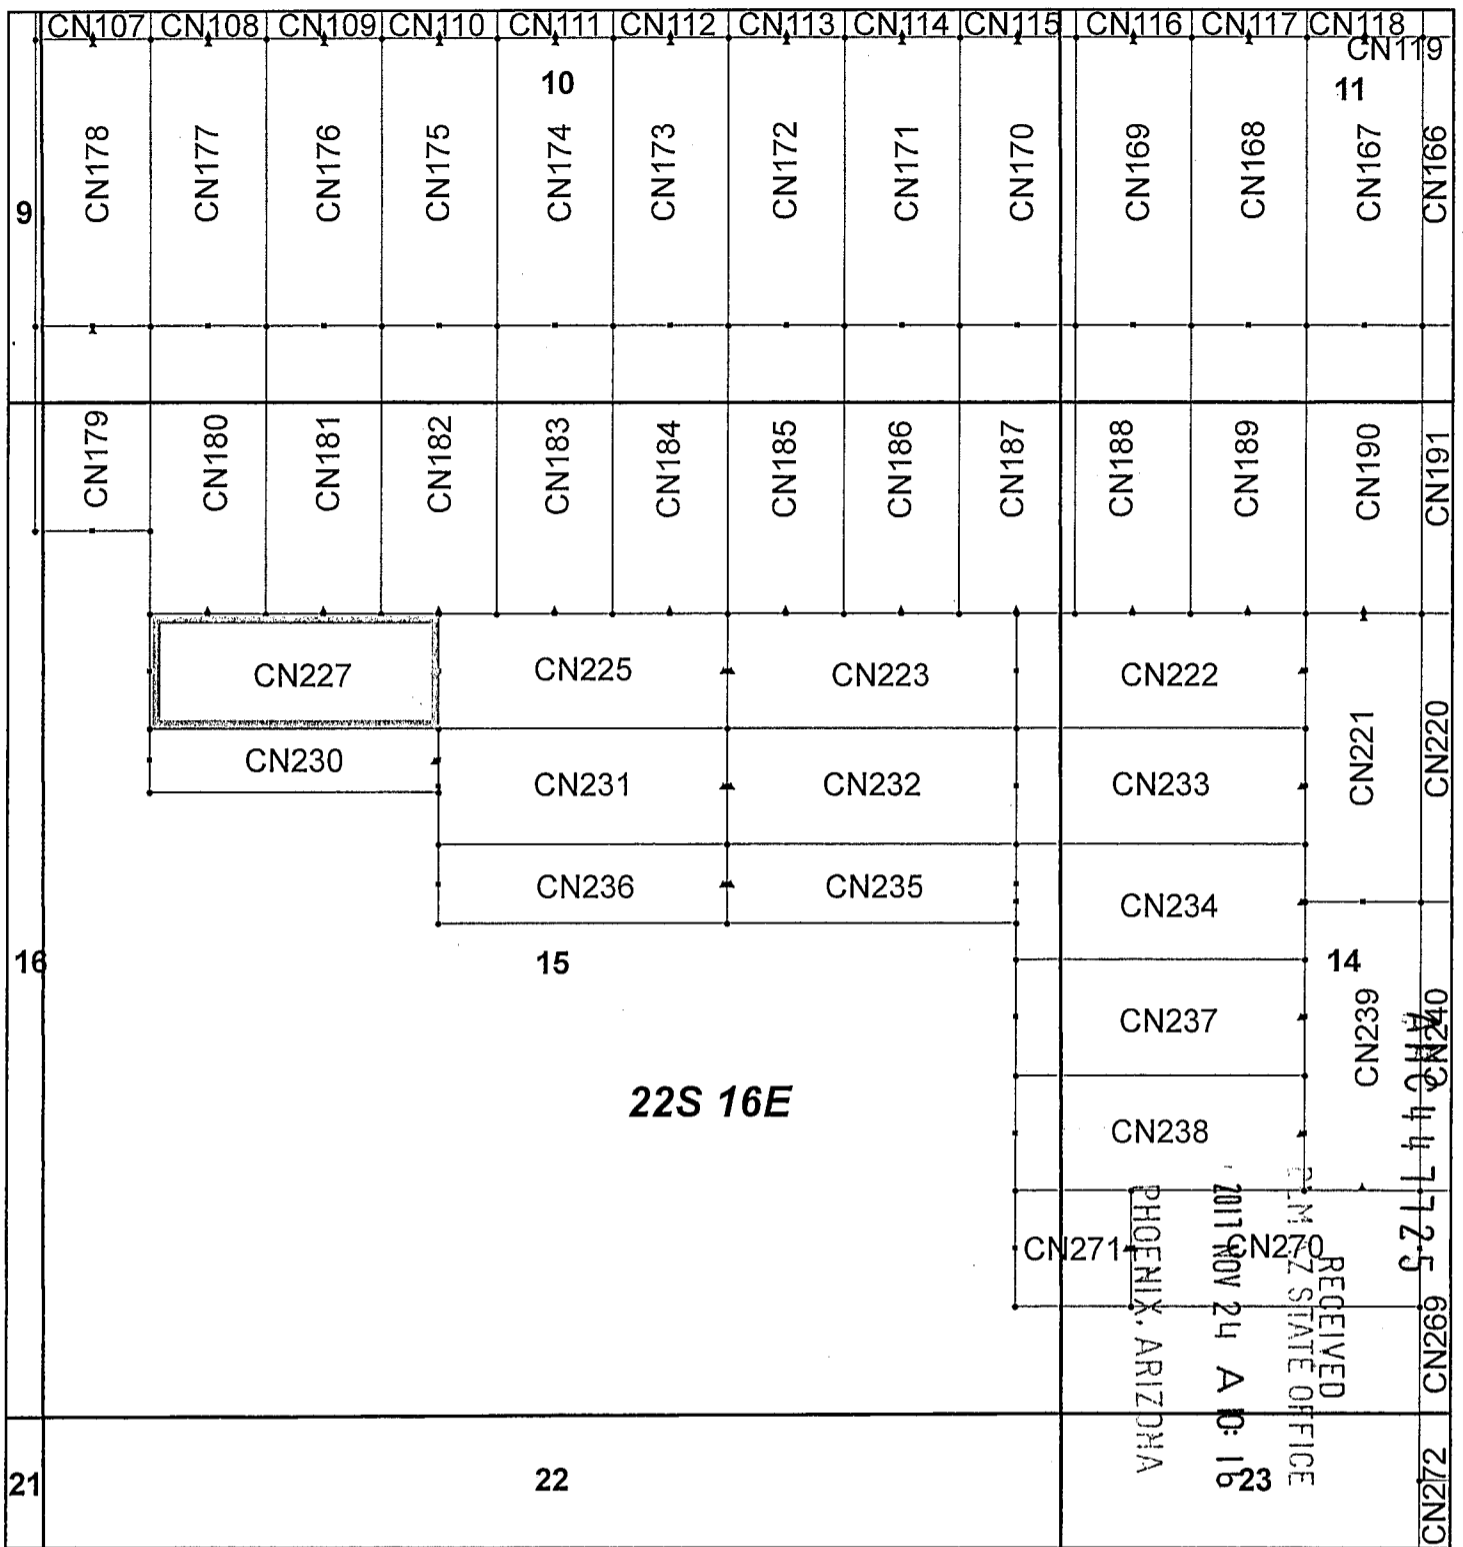 CN107 CN108 CN109 CN110 CN111 CN112 CN113 CN114 CN115 CN116 CN117 CN118
CN119
10 11
CN178 CN177 CN176 CN175 CN174 CN173 CN172 CN171 CN170 CN169 CN168 CN167 CN166
9
CN179 CN180 CN181 CN182 CN183 CN184 CN185 CN186 CN187 CN188 CN189 CN190 CN191
CN227 CN225 CN223 CN222
CN221 CN220
CN230 CN231 CN232 CN233
CN236 CN235 CN234
16 15 14
CN237 CN239 CN240
22S 16E
CN238
CN271 CN270
CN269
21 22 23
CN272
AMC447725
RECEIVED
BLM AZ STATE OFFICE
2017 NOV 24 A 10: 16
PHOENIX, ARIZONA